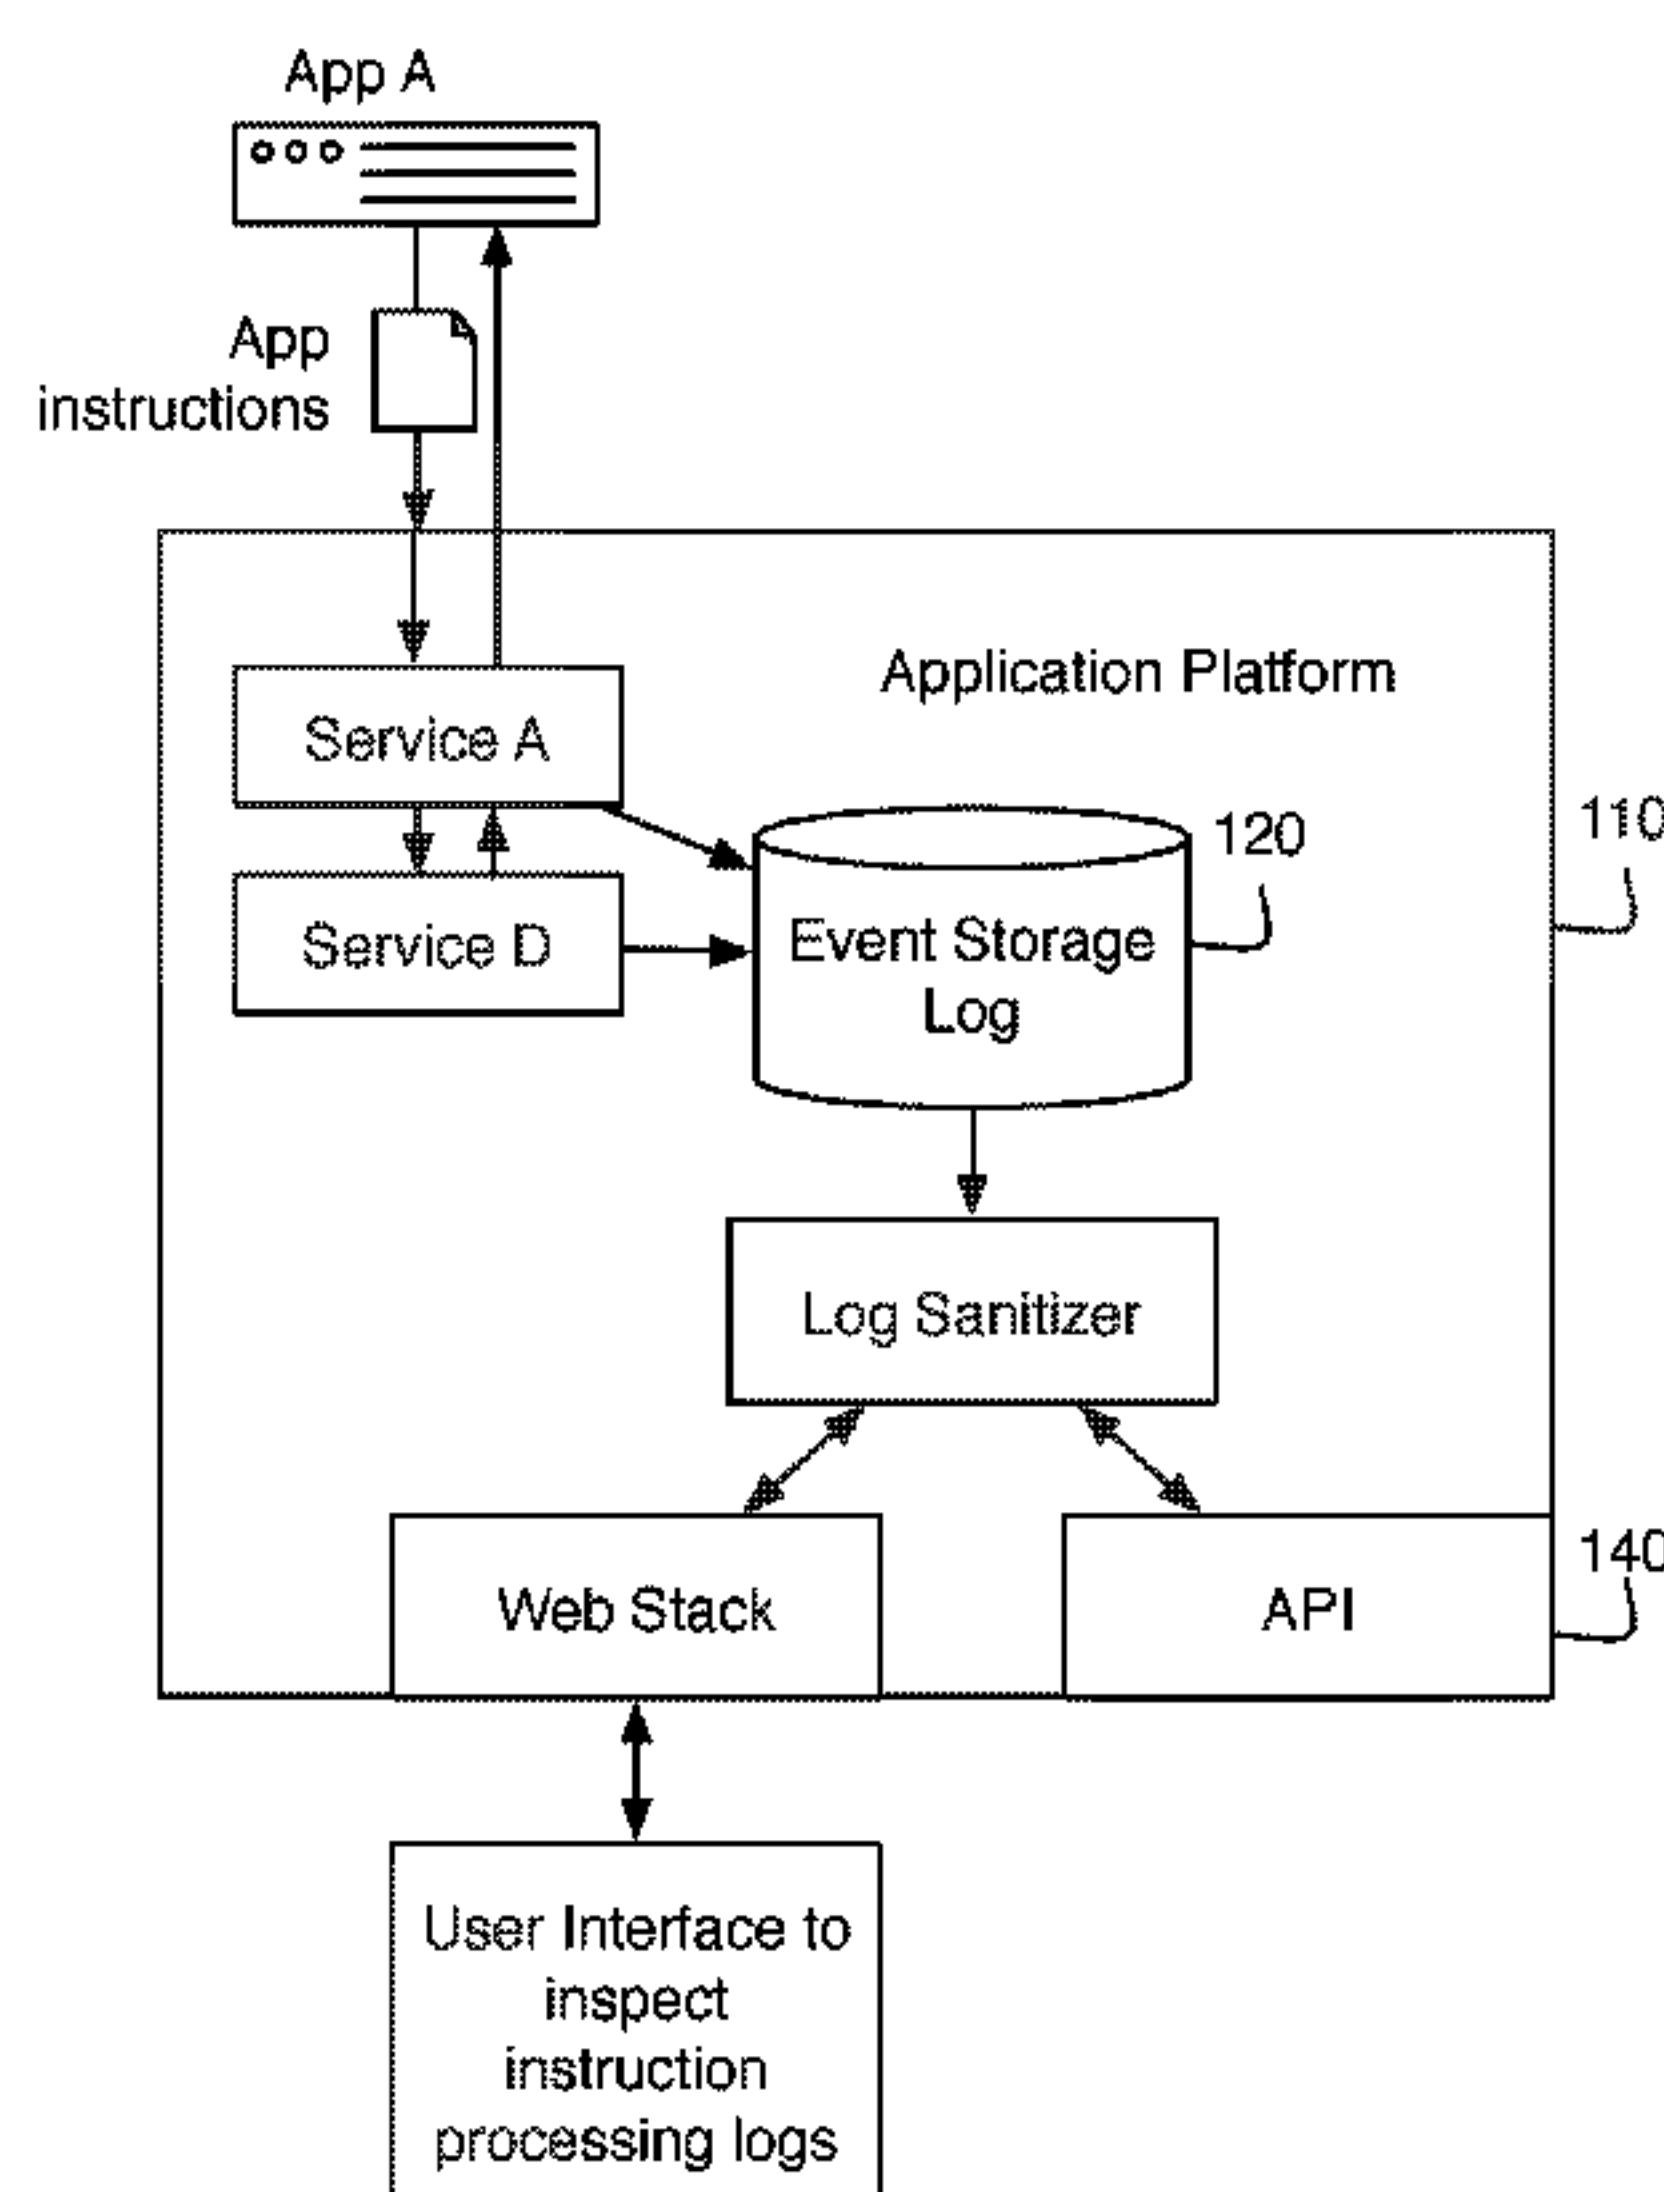 App A
App
instructions
Application Platform
Service A
110
120
Service D
Event Storage
Log
Log Sanitizer
140
Web Stack
API
User Interface to
inspect
instruction
processing logs